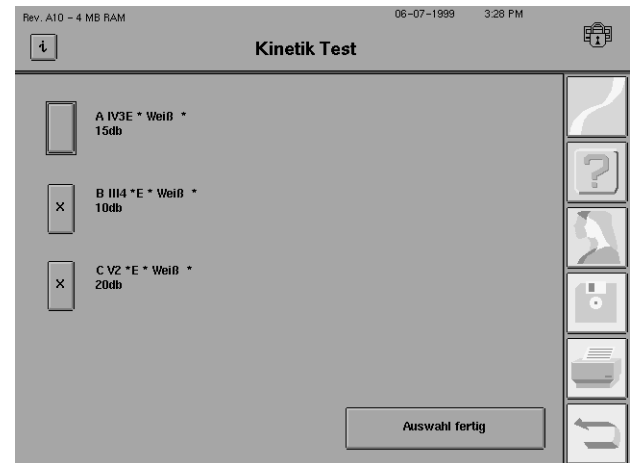 Rev. A10 – 4 MB RAM 06-07-1999 3:28 PM
i Kinetik Test
A IV3E * Weiß *
15db
X B III4 *E * Weiß *
10db
X C V2 *E * Weiß *
20db
Auswahl fertig